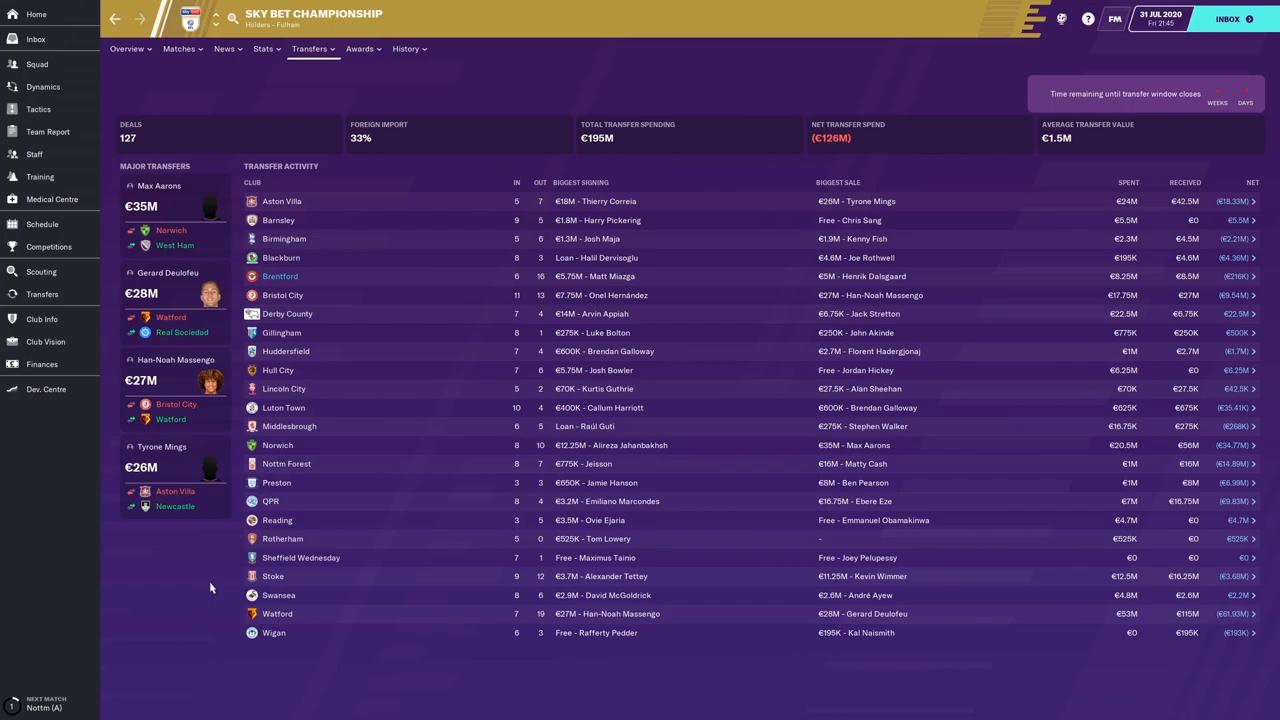 Home
Inbox
Squad
Dynamics
Tactics
Team Report
Staff
Training
Medical Centre
Schedule
Competitions
Scouting
Transfers
Club Info
Club Vision
Finances
Dev. Centre
1 NEXT MATCH
Nottm (A)
SKY BET CHAMPIONSHIP
Holders - Fulham
? FM 31 JUL 2020
Fri 21:45
INBOX
Overview Matches News Stats Transfers Awards History
Time remaining until transfer window closes - WEEKS - DAYS
DEALS
127
FOREIGN IMPORT
33%
TOTAL TRANSFER SPENDING
€195M
NET TRANSFER SPEND
(€126M)
AVERAGE TRANSFER VALUE
€1.5M
MAJOR TRANSFERS
Max Aarons
€35M
Norwich
West Ham
Gerard Deulofeu
€28M
Watford
Real Sociedad
Han-Noah Massengo
€27M
Bristol City
Watford
Tyrone Mings
€26M
Aston Villa
Newcastle
TRANSFER ACTIVITY
CLUB IN OUT BIGGEST SIGNING BIGGEST SALE SPENT RECEIVED NET
Aston Villa 5 7 €18M - Thierry Correia €26M - Tyrone Mings €24M €42.5M (€18.33M)
Barnsley 9 5 €1.8M - Harry Pickering Free - Chris Sang €5.5M €0 €5.5M
Birmingham 5 6 €1.3M - Josh Maja €1.9M - Kenny Fish €2.3M €4.5M (€2.21M)
Blackburn 8 3 Loan - Halil Dervisoglu €4.6M - Joe Rothwell €195K €4.6M (€4.36M)
Brentford 6 16 €5.75M - Matt Miazga €5M - Henrik Dalsgaard €8.25M €8.5M (€216K)
Bristol City 11 13 €7.75M - Onel Hernández €27M - Han-Noah Massengo €17.75M €27M (€9.54M)
Derby County 7 4 €14M - Arvin Appiah €6.75K - Jack Stretton €22.5M €6.75K €22.5M
Gillingham 8 1 €275K - Luke Bolton €250K - John Akinde €775K €250K €500K
Huddersfield 7 4 €600K - Brendan Galloway €2.7M - Florent Hadergjonaj €1M €2.7M (€1.7M)
Hull City 7 6 €5.75M - Josh Bowler Free - Jordan Hickey €6.25M €0 €6.25M
Lincoln City 5 2 €70K - Kurtis Guthrie €27.5K - Alan Sheehan €70K €27.5K €42.5K
Luton Town 10 4 €400K - Callum Harriott €600K - Brendan Galloway €625K €675K (€35.41K)
Middlesbrough 6 5 Loan - Raúl Guti €275K - Stephen Walker €16.75K €275K (€268K)
Norwich 8 10 €12.25M - Alireza Jahanbakhsh €35M - Max Aarons €20.5M €56M (€34.77M)
Nottm Forest 8 7 €775K - Jeisson €16M - Matty Cash €1M €16M (€14.89M)
Preston 3 3 €650K - Jamie Hanson €8M - Ben Pearson €1M €8M (€6.99M)
QPR 8 4 €3.2M - Emiliano Marcondes €16.75M - Ebere Eze €7M €16.75M (€9.83M)
Reading 3 5 €3.5M - Ovie Ejaria Free - Emmanuel Obamakinwa €4.7M €0 €4.7M
Rotherham 5 0 €525K - Tom Lowery - €525K €0 €525K
Sheffield Wednesday 7 1 Free - Maximus Tainio Free - Joey Pelupessy €0 €0 €0
Stoke 9 12 €3.7M - Alexander Tettey €11.25M - Kevin Wimmer €12.5M €16.25M (€3.68M)
Swansea 8 6 €2.9M - David McGoldrick €2.6M - André Ayew €4.8M €2.6M €2.2M
Watford 7 19 €27M - Han-Noah Massengo €28M - Gerard Deulofeu €53M €115M (€61.93M)
Wigan 6 3 Free - Rafferty Pedder €195K - Kal Naismith €0 €195K (€193K)